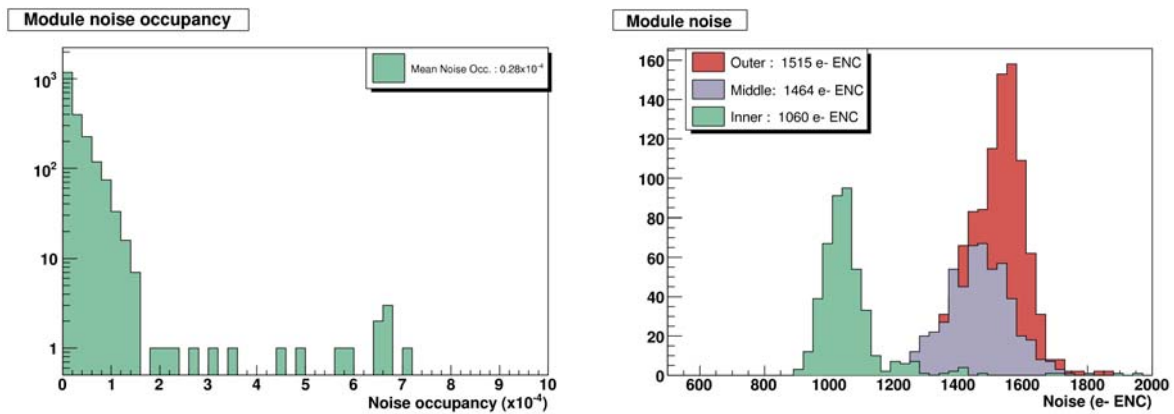 Module noise occupancy
Mean Noise Occ. : 0.28x10⁻⁴
10³
10²
10
1
0 1 2 3 4 5 6 7 8 9 10
Noise occupancy (x10⁻⁴)
Module noise
Outer : 1515 e- ENC
Middle: 1464 e- ENC
Inner : 1060 e- ENC
160
140
120
100
80
60
40
20
0
600 800 1000 1200 1400 1600 1800 2000
Noise (e- ENC)